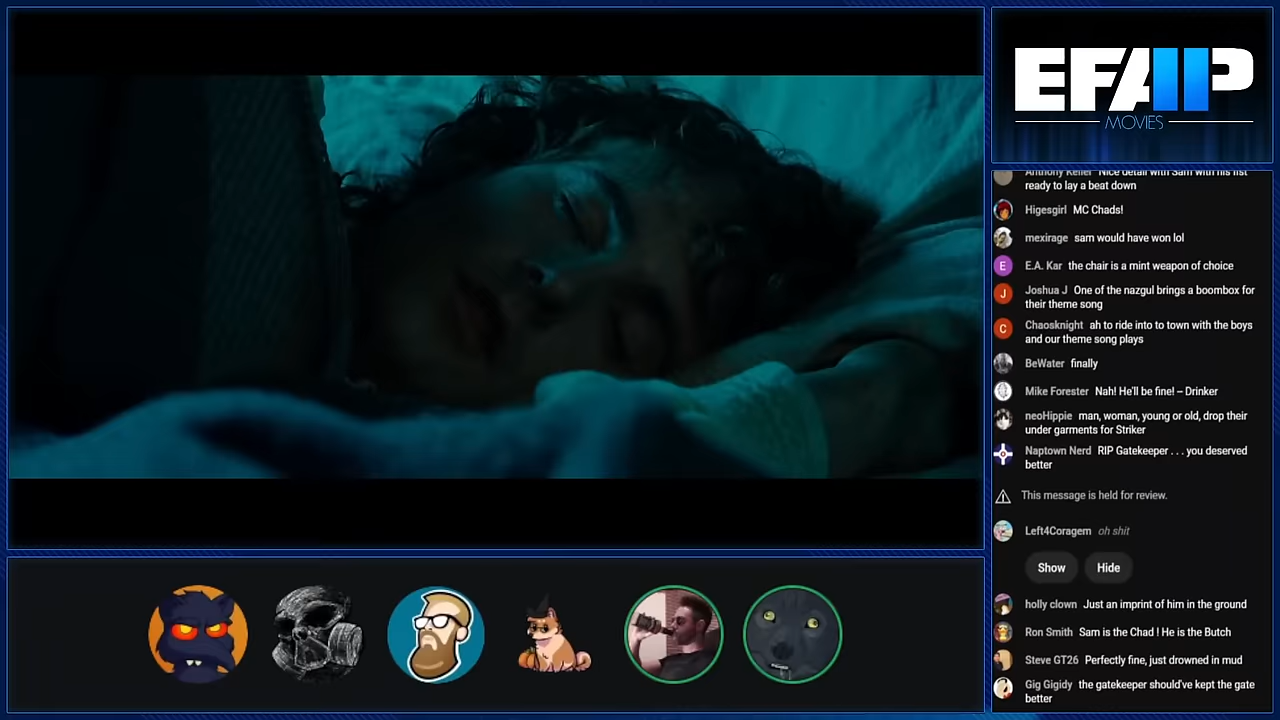 EFAP
MOVIES
Anthony Keller Nice detail with Sam with his fist
ready to lay a beat down
Higesgirl MC Chads!
mexirage sam would have won lol
E E.A. Kar the chair is a mint weapon of choice
J Joshua J One of the nazgul brings a boombox for
their theme song
C Chaosknight ah to ride into to town with the boys
and our theme song plays
BeWater finally
Mike Forester Nah! He'll be fine! – Drinker
neoHippie man, woman, young or old, drop their
under garments for Striker
Naptown Nerd RIP Gatekeeper . . . you deserved
better
This message is held for review.
Left4Coragem oh shit
Show Hide
holly clown Just an imprint of him in the ground
Ron Smith Sam is the Chad ! He is the Butch
Steve GT26 Perfectly fine, just drowned in mud
Gig Gigidy the gatekeeper should've kept the gate
better